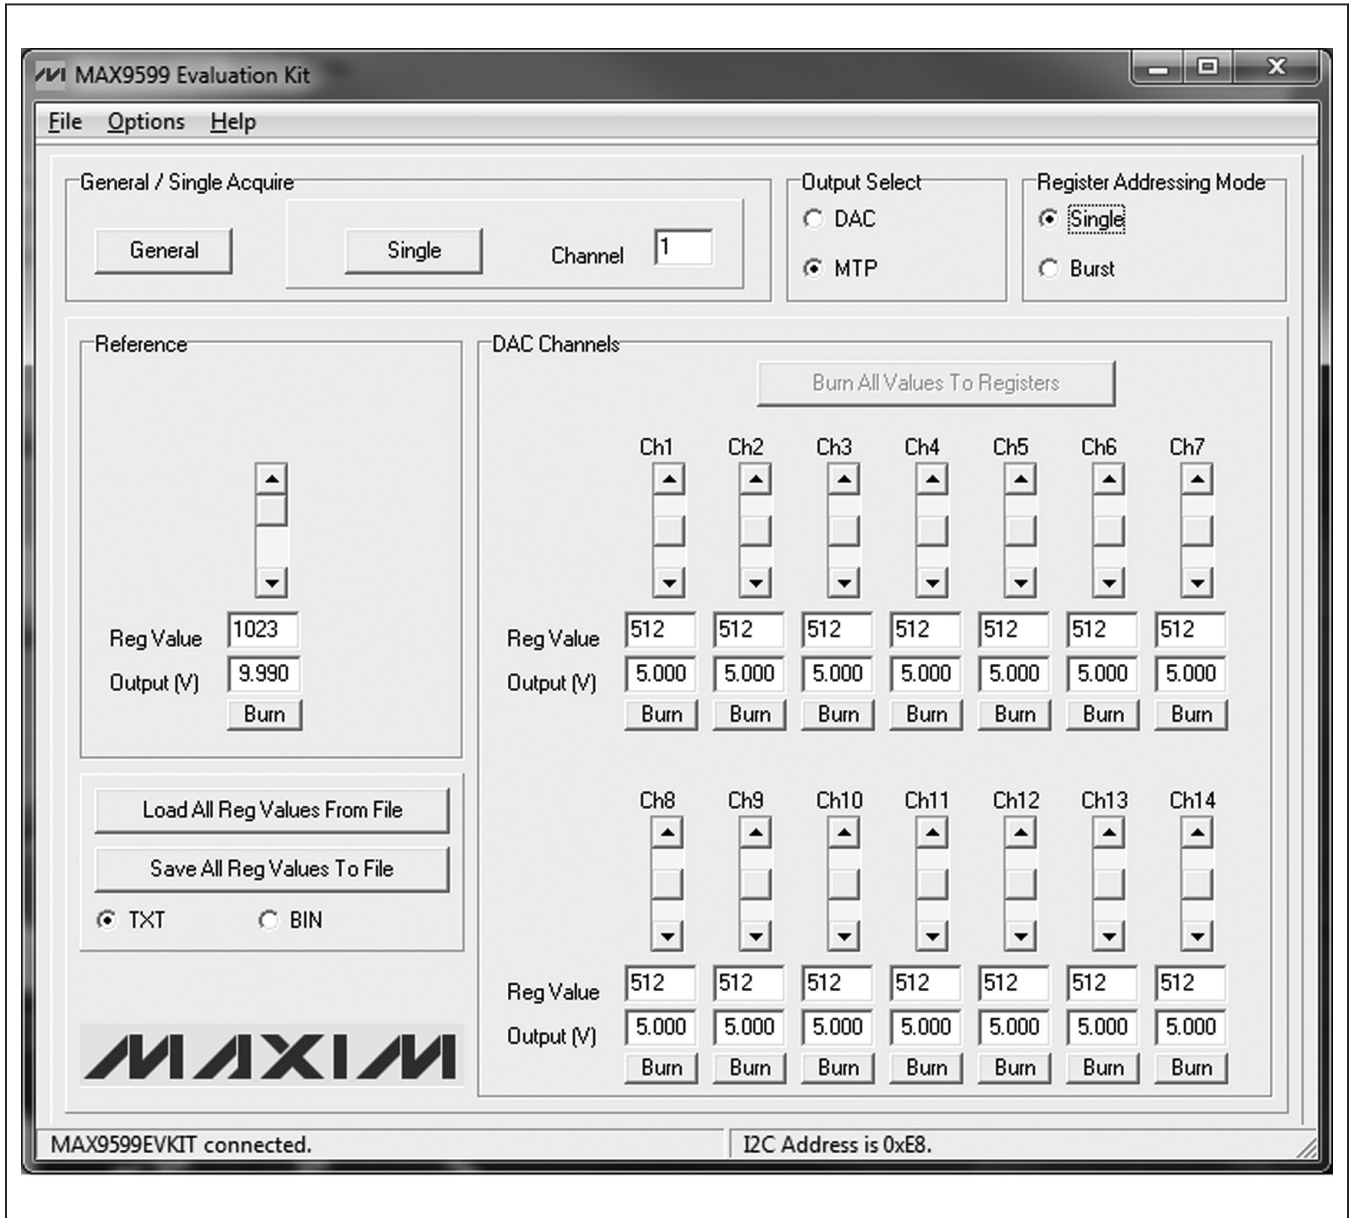 MAX9599 Evaluation Kit
File Options Help
General / Single Acquire
General
Single
Channel
1
Output Select
DAC
MTP
Register Addressing Mode
Single
Burst
Reference
Reg Value 1023
Output (V) 9.990
Burn
Load All Reg Values From File
Save All Reg Values To File
TXT BIN
MAXIM
DAC Channels
Burn All Values To Registers
Ch1 Ch2 Ch3 Ch4 Ch5 Ch6 Ch7
Reg Value 512 512 512 512 512 512 512
Output (V) 5.000 5.000 5.000 5.000 5.000 5.000 5.000
Burn Burn Burn Burn Burn Burn Burn
Ch8 Ch9 Ch10 Ch11 Ch12 Ch13 Ch14
Reg Value 512 512 512 512 512 512 512
Output (V) 5.000 5.000 5.000 5.000 5.000 5.000 5.000
Burn Burn Burn Burn Burn Burn Burn
MAX9599EVKIT connected.
I2C Address is 0xE8.